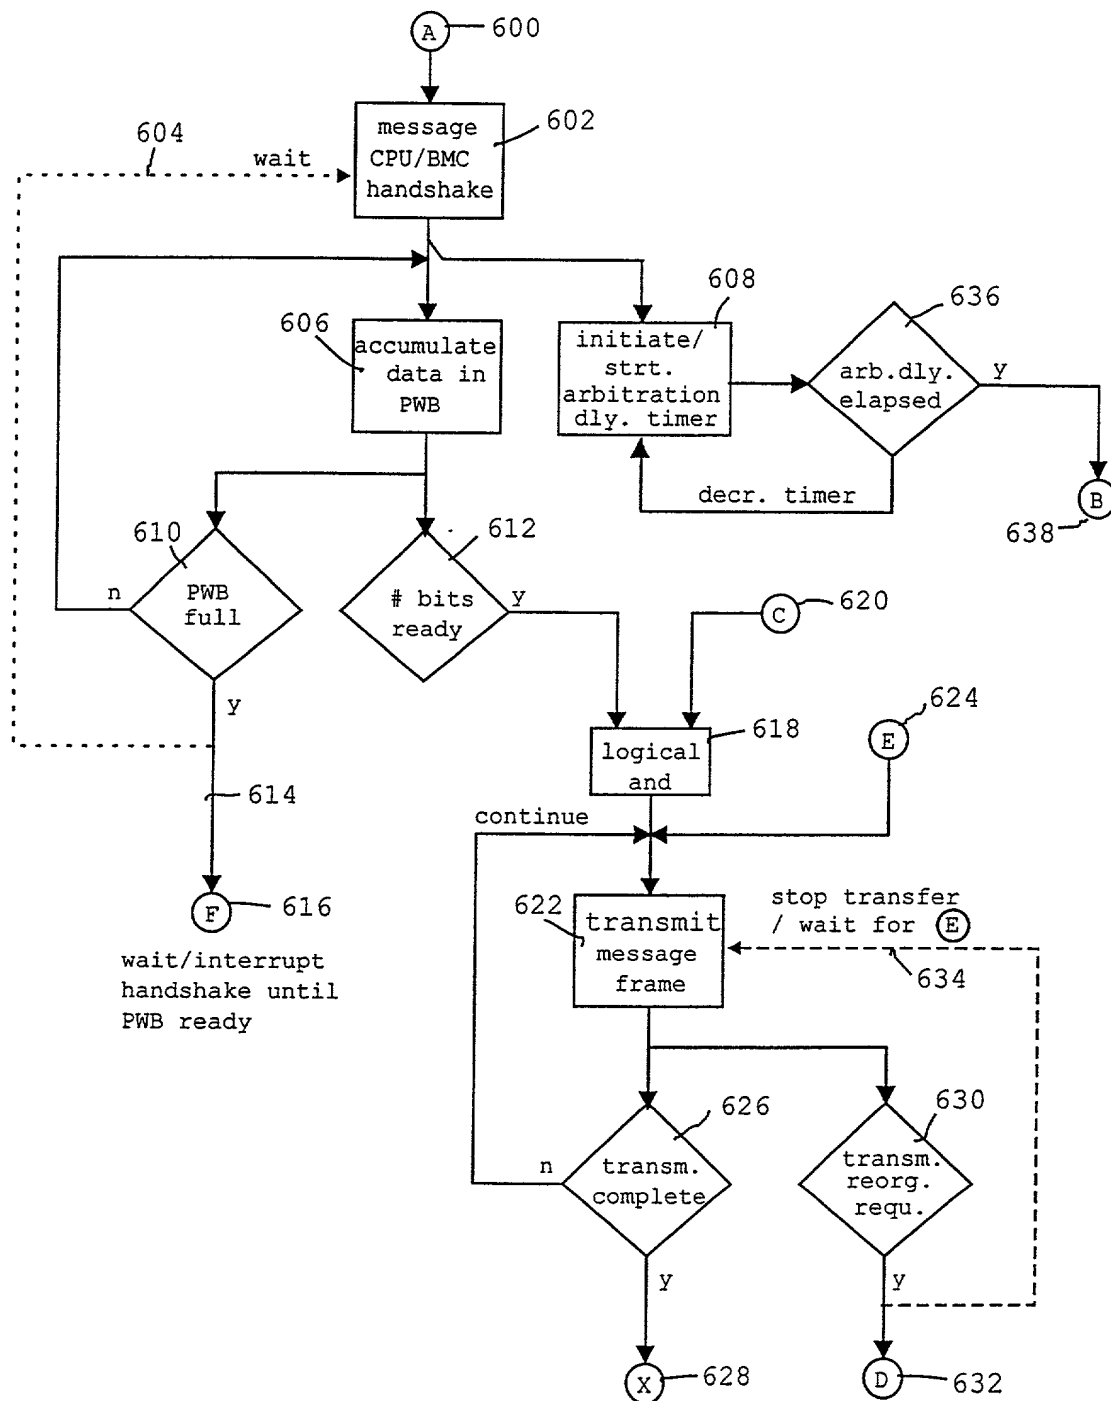 A
600
message
CPU/BMC
handshake
602
604
wait
606
accumulate
data in
PWB
608
initiate/
strt.
arbitration
dly. timer
636
arb.dly.
elapsed
y
decr. timer
B
638
610
PWB
full
n
y
612
# bits
ready
y
C
620
614
F
616
wait/interrupt
handshake until
PWB ready
logical
and
618
E
624
continue
622
transmit
message
frame
stop transfer
/ wait for E
634
626
transm.
complete
n
y
630
transm.
reorg.
requ.
y
X
628
D
632